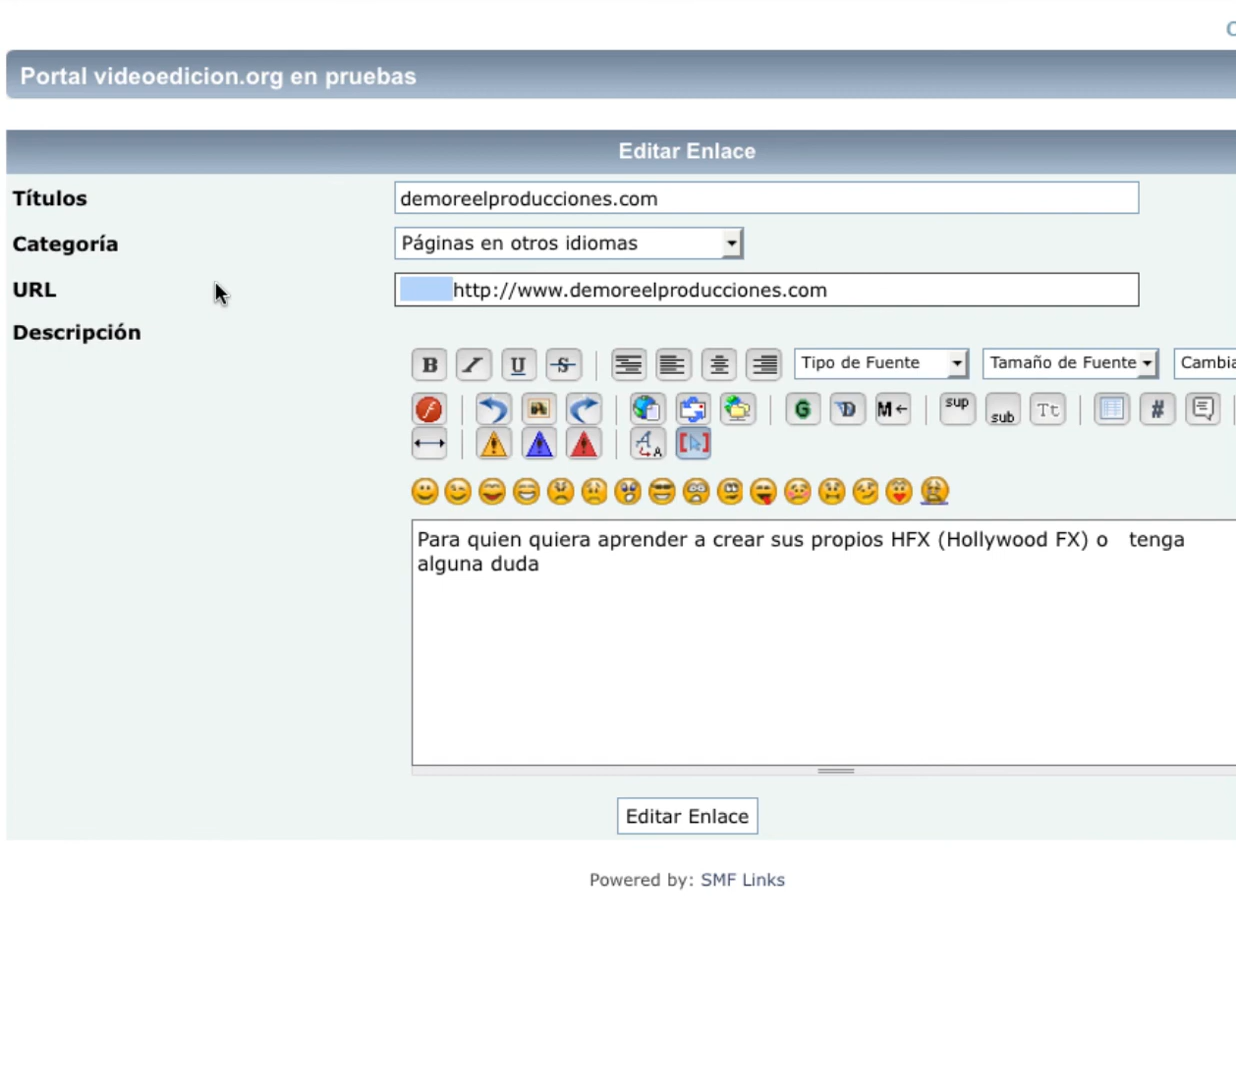 Portal videoedicion.org en pruebas
Editar Enlace
Títulos demoreelproducciones.com
Categoría Páginas en otros idiomas
URL http://www.demoreelproducciones.com
Descripción
B I U S Tipo de Fuente Tamaño de Fuente Cambia
G D M sup sub Tt #
Para quien quiera aprender a crear sus propios HFX (Hollywood FX) o tenga
alguna duda
Editar Enlace
Powered by: SMF Links